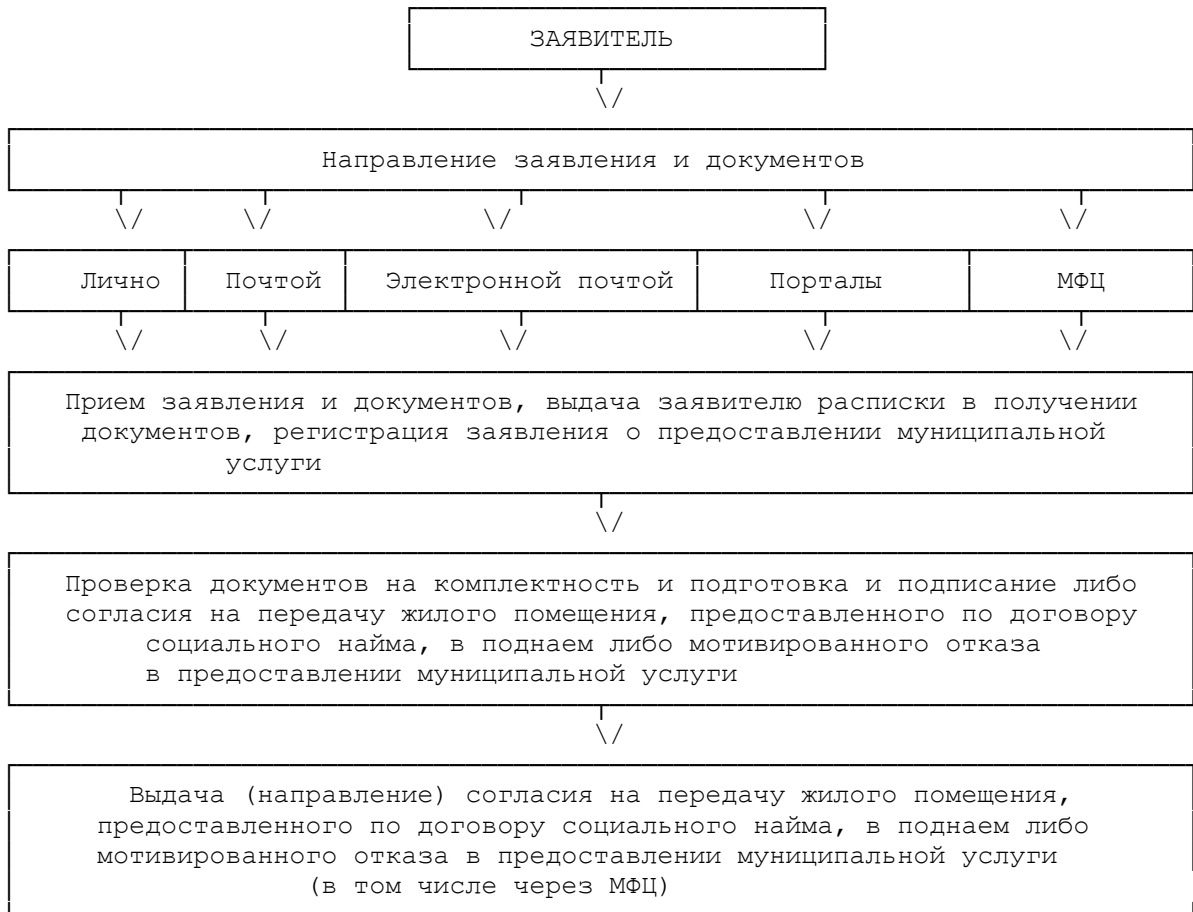 ЗАЯВИТЕЛЬ
Направление заявления и документов
Лично Почтой Электронной почтой Порталы МФЦ
Прием заявления и документов, выдача заявителю расписки в получении
документов, регистрация заявления о предоставлении муниципальной
услуги
Проверка документов на комплектность и подготовка и подписание либо
согласия на передачу жилого помещения, предоставленного по договору
социального найма, в поднаем либо мотивированного отказа
в предоставлении муниципальной услуги
Выдача (направление) согласия на передачу жилого помещения,
предоставленного по договору социального найма, в поднаем либо
мотивированного отказа в предоставлении муниципальной услуги
(в том числе через МФЦ)